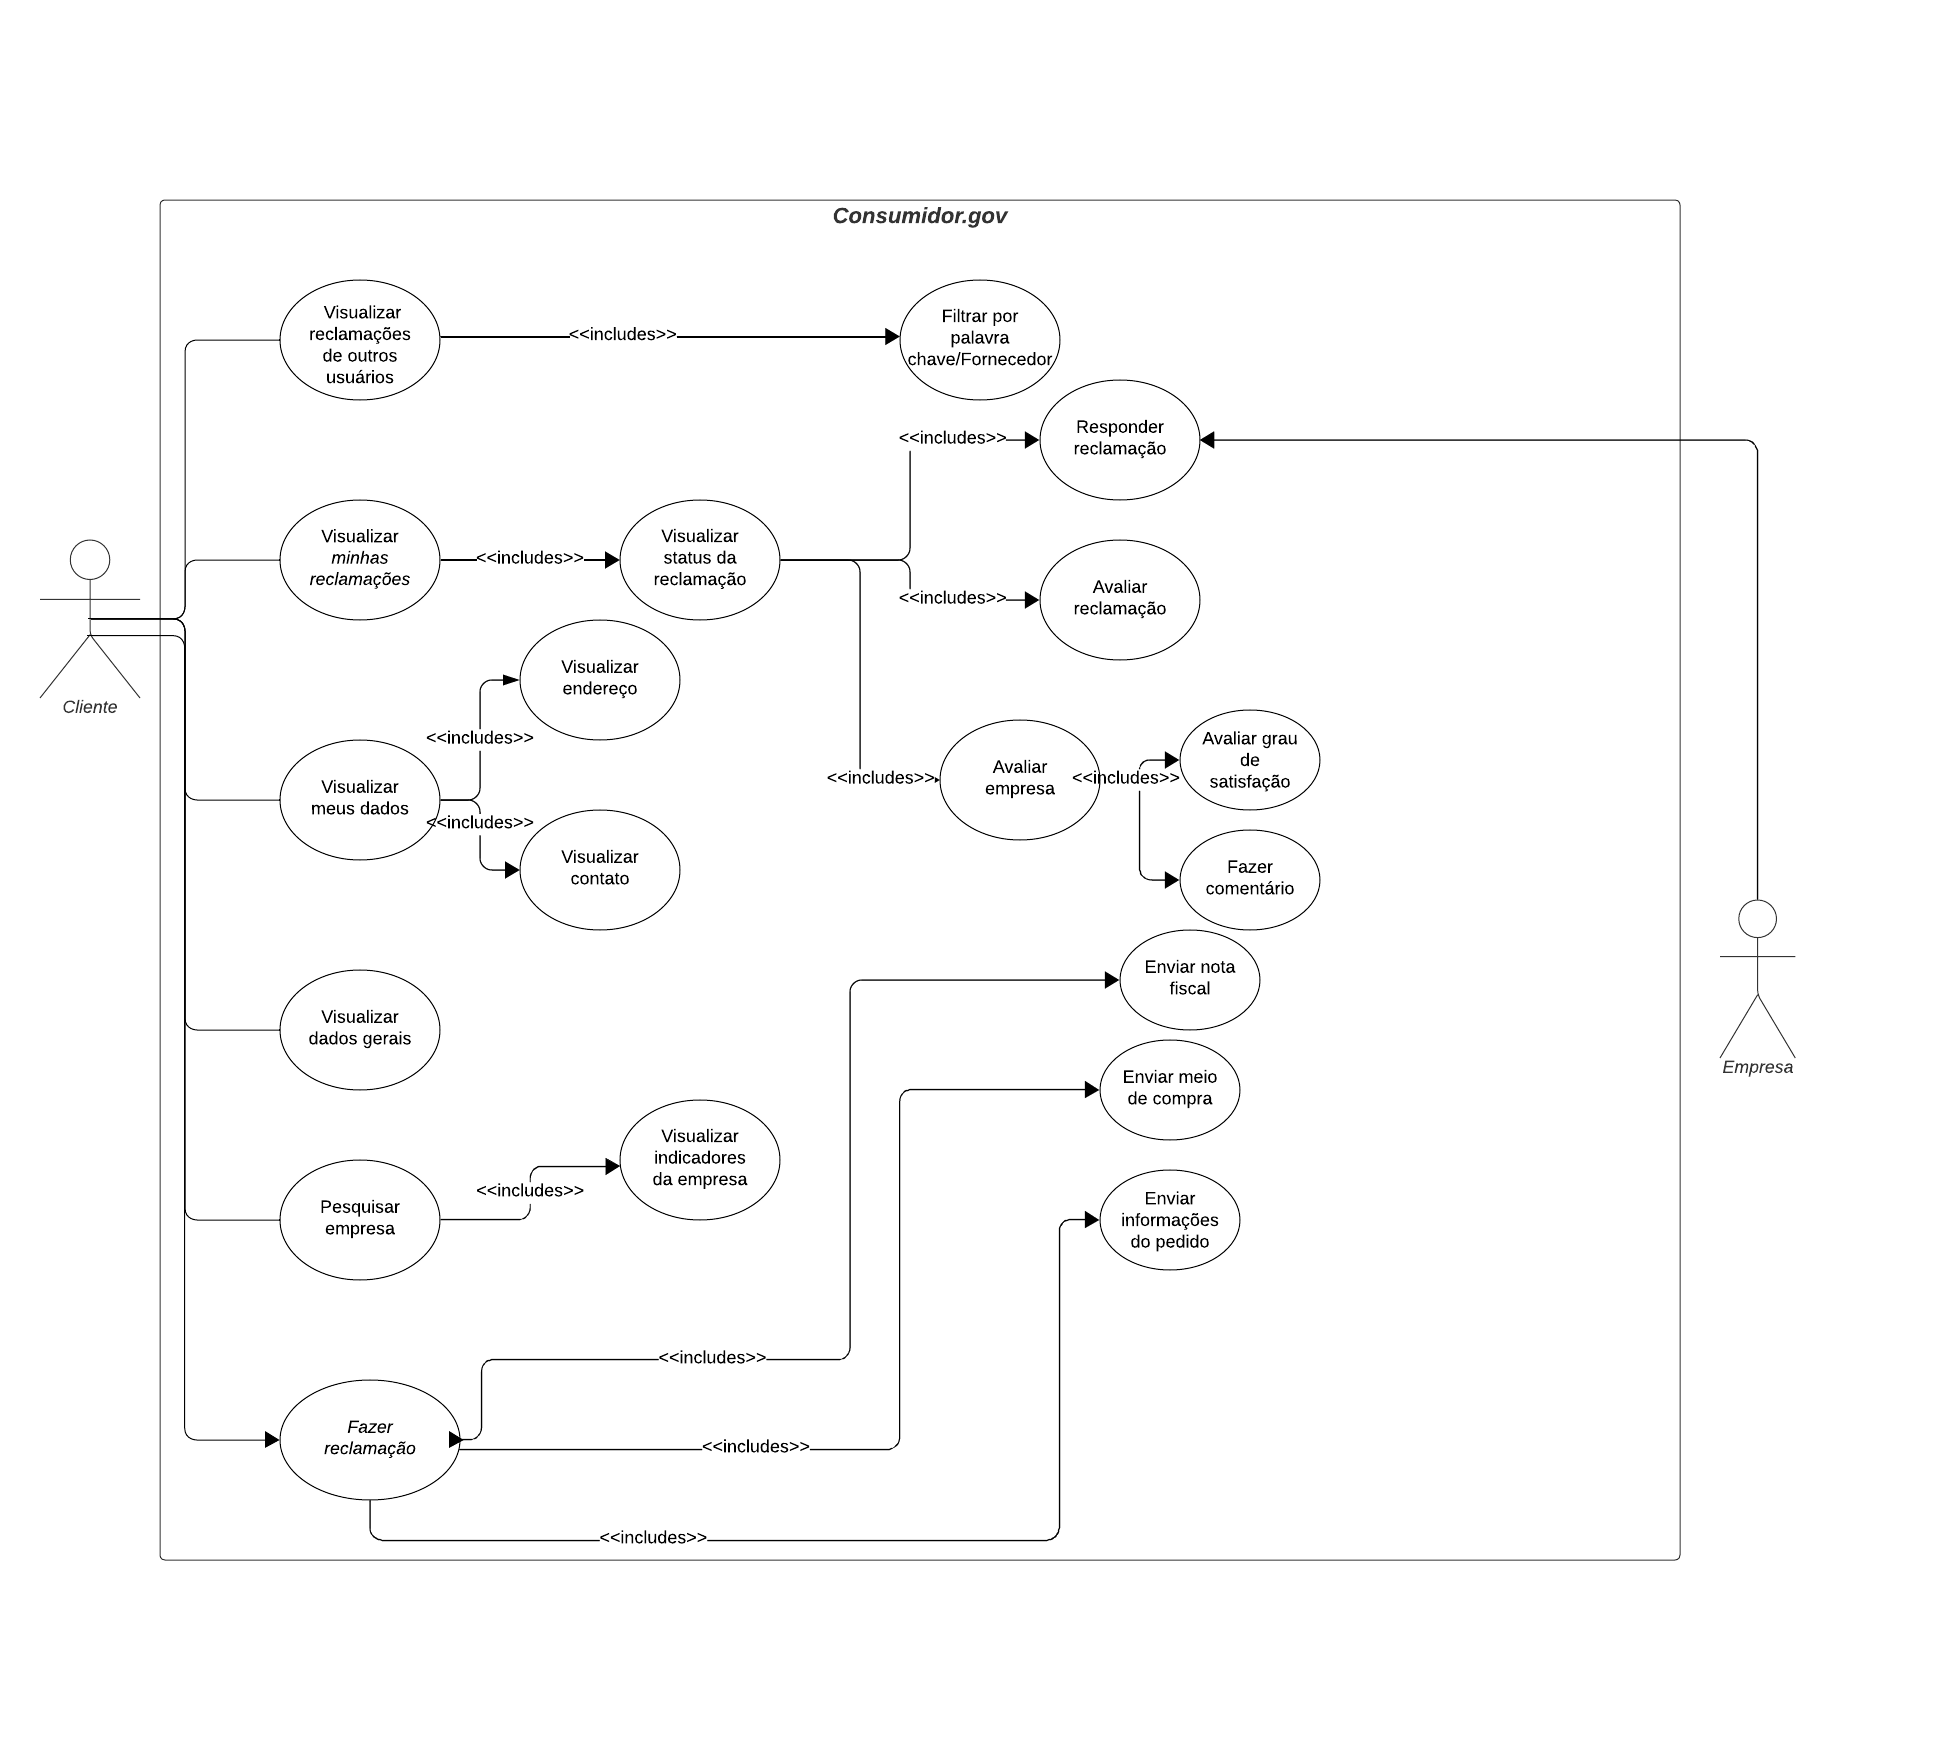 Consumidor.gov
Visualizar
reclamações
de outros
usuários
<<includes>>
Filtrar por
palavra
chave/Fornecedor
<<includes>>
Responder
reclamação
Visualizar
minhas
reclamações
<<includes>>
Visualizar
status da
reclamação
<<includes>>
Avaliar
reclamação
Cliente
Visualizar
endereço
<<includes>>
Visualizar
meus dados
<<includes>>
Visualizar
contato
<<includes>>
Avaliar
empresa
<<includes>>
Avaliar grau
de
satisfação
Fazer
comentário
Enviar nota
fiscal
Visualizar
dados gerais
Empresa
Enviar meio
de compra
Visualizar
indicadores
da empresa
<<includes>>
Pesquisar
empresa
Enviar
informações
do pedido
<<includes>>
Fazer
reclamação
<<includes>>
<<includes>>